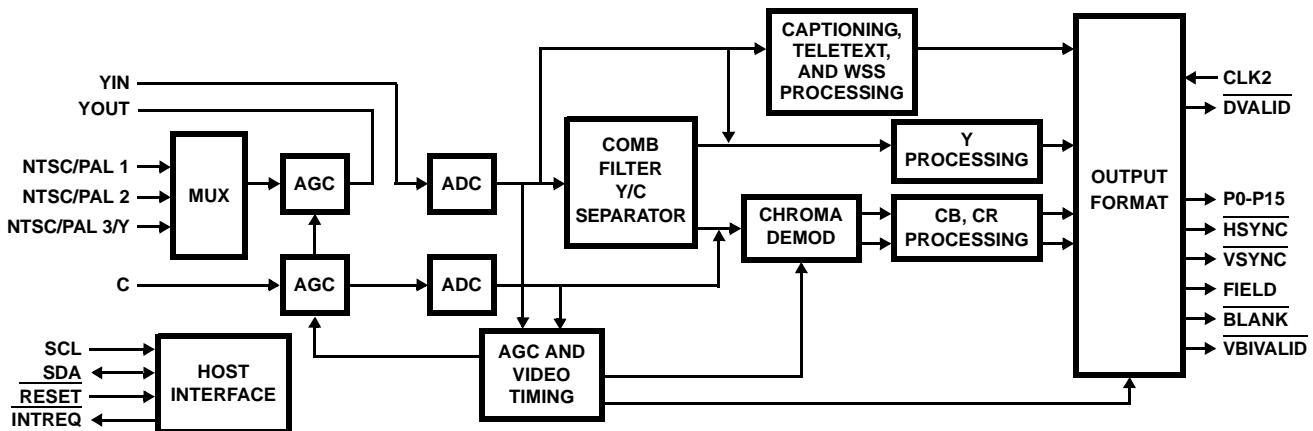 YIN
YOUT
NTSC/PAL 1
NTSC/PAL 2
NTSC/PAL 3/Y
C
SCL
SDA
RESET
INTREQ
MUX
AGC
AGC
HOST
INTERFACE
ADC
ADC
AGC AND
VIDEO
TIMING
COMB
FILTER
Y/C
SEPARATOR
CAPTIONING,
TELETEXT,
AND WSS
PROCESSING
CHROMA
DEMOD
Y
PROCESSING
CB, CR
PROCESSING
OUTPUT
FORMAT
CLK2
DVALID
P0-P15
HSYNC
VSYNC
FIELD
BLANK
VBIVALID